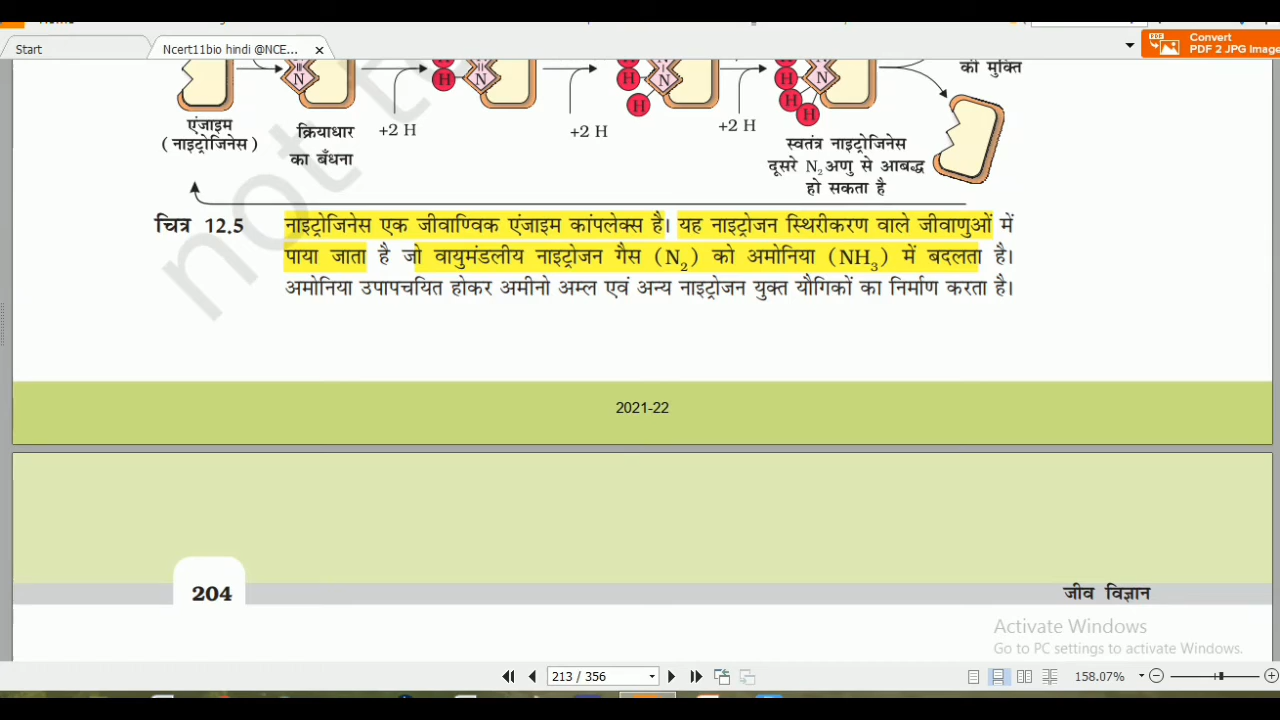 Start
Ncert11bio hindi @NCE... ×
Convert
PDF 2 JPG Image
की मुक्ति
N N N N
H H H H H H H
एंजाइम
(नाइट्रोजिनेस)
क्रियाधार
का बँधना
+2 H
+2 H
+2 H
स्वतंत्र नाइट्रोजिनेस
दूसरे N2 अणु से आबद्ध
हो सकता है
चित्र 12.5 नाइट्रोजिनेस एक जीवाण्विक एंजाइम कांपलेक्स है। यह नाइट्रोजन स्थिरीकरण वाले जीवाणुओं में
पाया जाता है जो वायुमंडलीय नाइट्रोजन गैस (N2) को अमोनिया (NH3) में बदलता है।
अमोनिया उपापचयित होकर अमीनो अम्ल एवं अन्य नाइट्रोजन युक्त यौगिकों का निर्माण करता है।
2021-22
204
जीव विज्ञान
Activate Windows
Go to PC settings to activate Windows.
213 / 356
158.07%